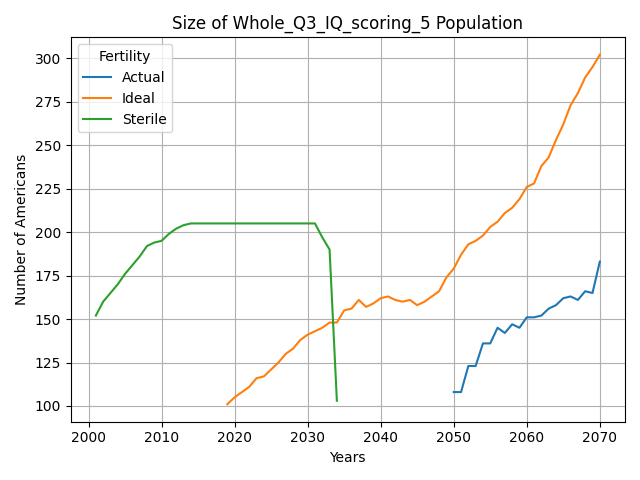 Size of Whole_Q3_IQ_scoring_5 Population
Fertility
Actual
Ideal
Sterile
Number of Americans
300
275
250
225
200
175
150
125
100
2000 2010 2020 2030 2040 2050 2060 2070
Years